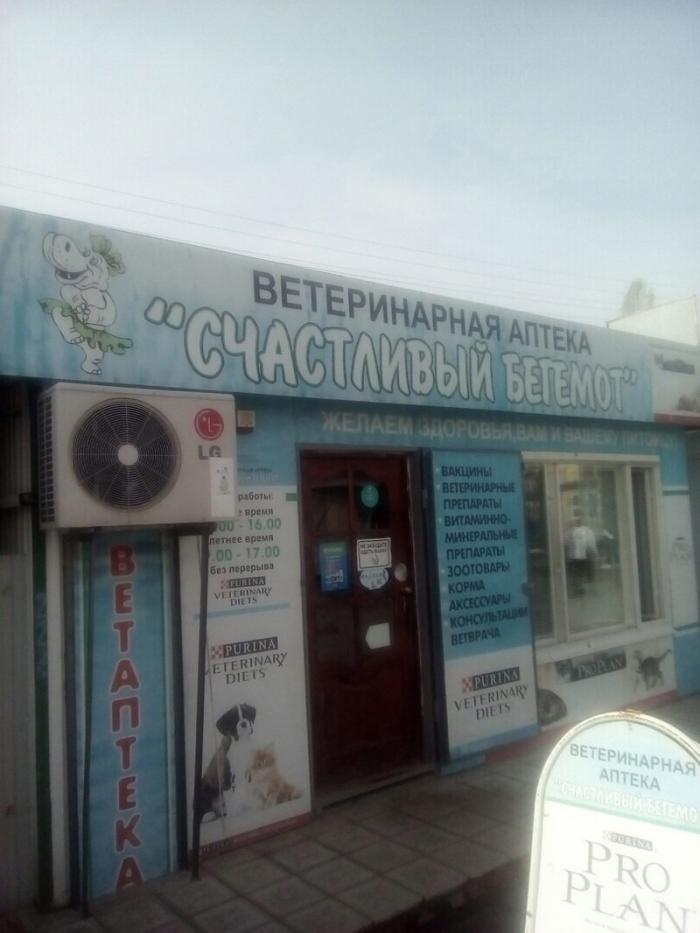 ВЕТЕРИНАРНАЯ АПТЕКА
"СЧАСТЛИВЫЙ БЕГЕМОТ"
ЖЕЛАЕМ ЗДОРОВЬЯ, ВАМ И ВАШЕМУ
LG
работы:
время
00 - 16.00
летнее время
.00 - 17.00
без перерыва
PURINA
VETERINARY
DIETS
PURINA
VETERINARY
DIETS
ВЕТАПТЕКА
ВАКЦИНЫ
ВЕТЕРИНАРНЫЕ
ПРЕПАРАТЫ
ВИТАМИННО-
МИНЕРАЛЬНЫЕ
ПРЕПАРАТЫ
ЗООТОВАРЫ
КОРМА
АКСЕССУАРЫ
КОНСУЛЬТАЦИИ
ВЕТВРАЧА
PURINA
VETERINARY
DIETS
PRO PLAN
ВЕТЕРИНАРНАЯ
АПТЕКА
"СЧАСТЛИВЫЙ БЕГЕМО
PURINA
PRO
PLAN